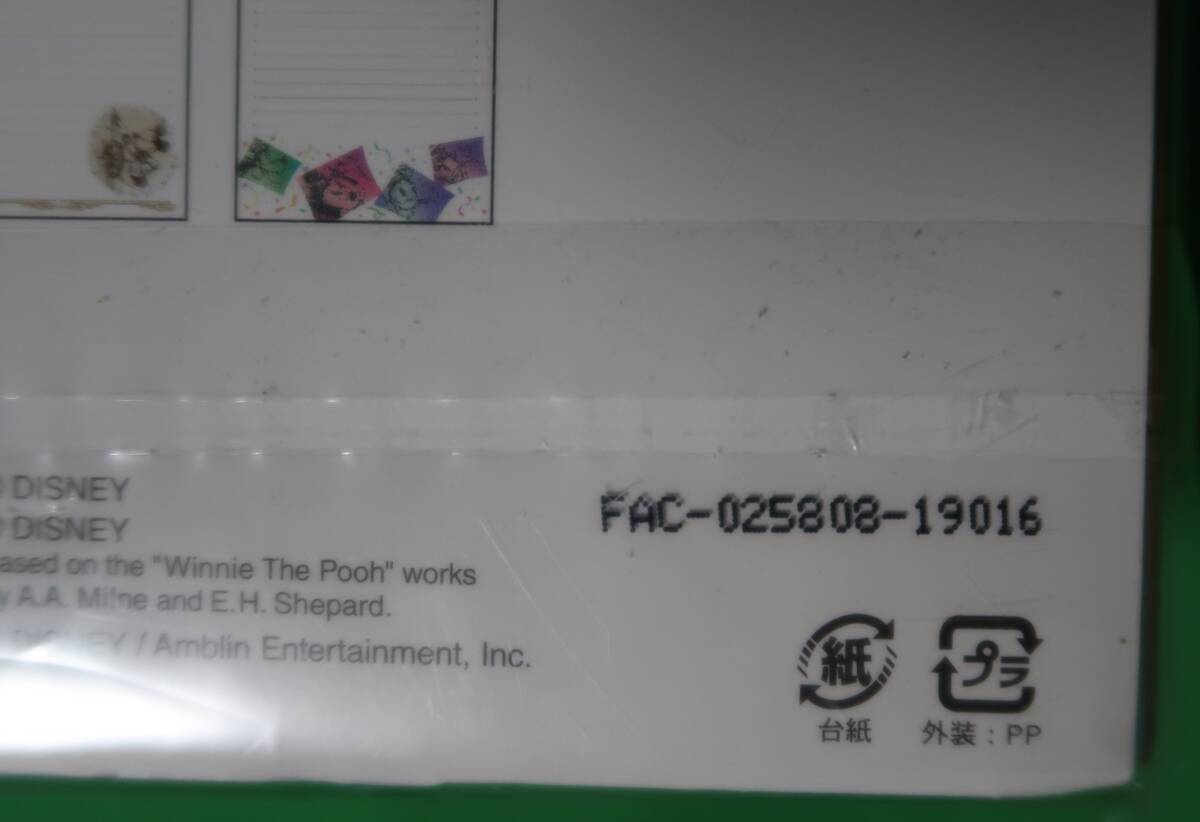 © DISNEY
© DISNEY
ased on the "Winnie The Pooh" works
y A.A. Milne and E.H. Shepard.
DISNEY / Amblin Entertainment, Inc.
FAC-025808-19016
紙 プラ
台紙 外装：PP